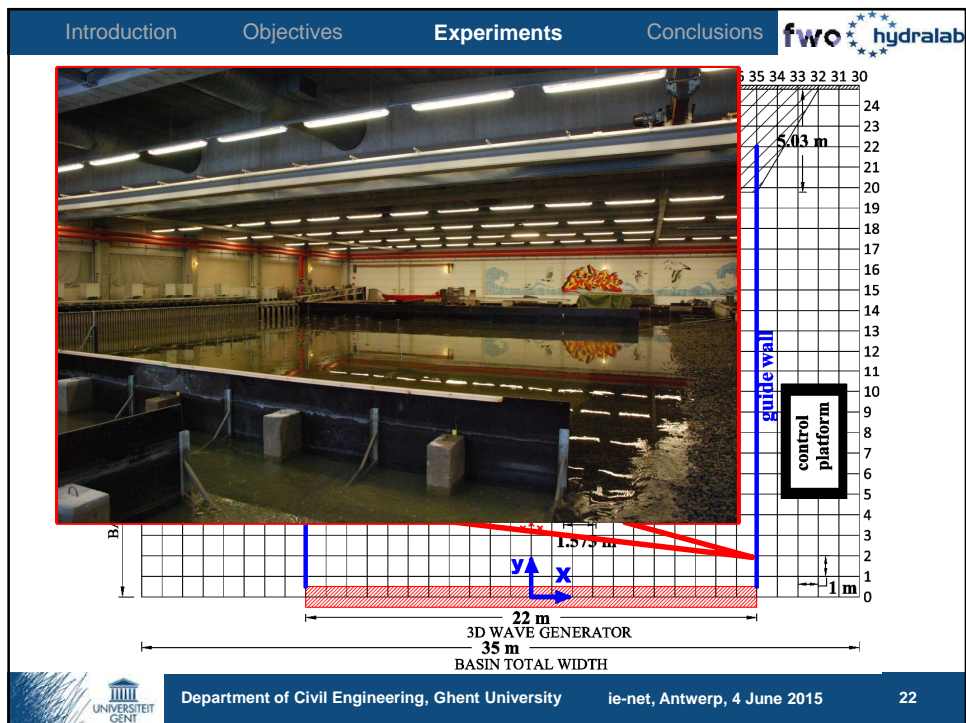 Introduction Objectives Experiments Conclusions fwo hydralab
35 34 33 32 31 30
24
23
5.03 m
22
21
20
19
18
17
16
15
14
13
12
11
guide wall
10
9
control
platform
8
7
6
5
4
3
1.573 m
2
y
x
1
1 m
0
22 m
3D WAVE GENERATOR
35 m
BASIN TOTAL WIDTH
UNIVERSITEIT
GENT
Department of Civil Engineering, Ghent University ie-net, Antwerp, 4 June 2015 22